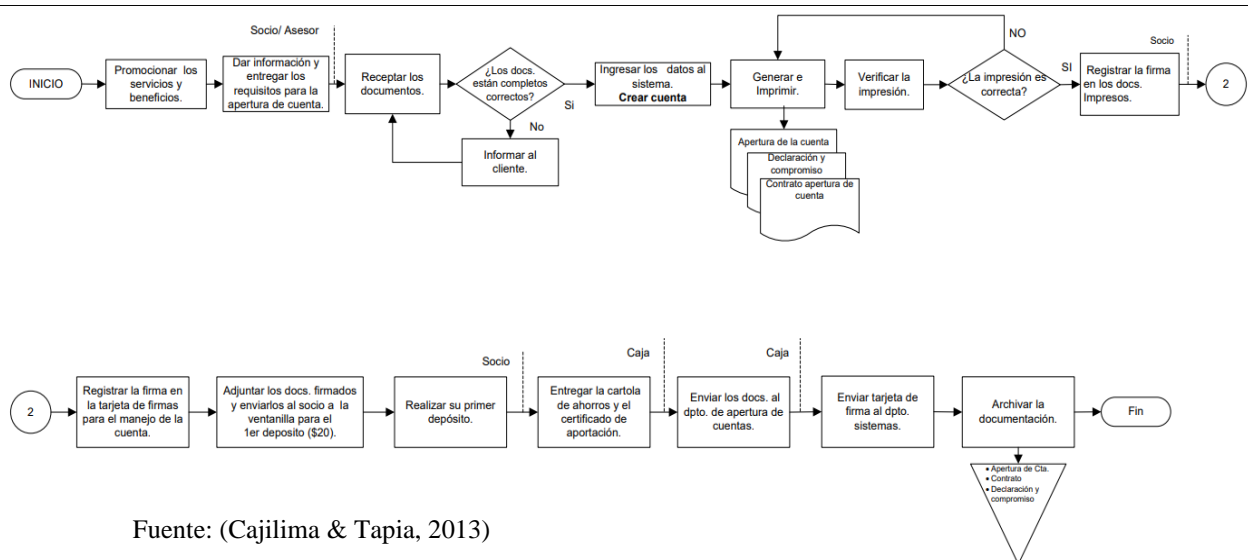 Socio/ Asesor
INICIO
Promocionar los
servicios y
beneficios.
Dar información y
entregar los
requisitos para la
apertura de cuenta.
Receptar los
documentos.
¿Los docs.
están completos
correctos?
Si
No
Informar al
cliente.
Ingresar los datos al
sistema.
Crear cuenta
Generar e
Imprimir.
Apertura de la cuenta
Declaración y
compromiso
Contrato apertura de
cuenta
Verificar la
impresión.
NO
¿La impresión es
correcta?
SI
Registrar la firma
en los docs.
Impresos.
Socio
2
2
Registrar la firma en
la tarjeta de firmas
para el manejo de la
cuenta.
Adjuntar los docs. firmados
y enviarlos al socio a la
ventanilla para el
1er deposito ($20).
Realizar su primer
depósito.
Socio
Entregar la cartola
de ahorros y el
certificado de
aportación.
Caja
Enviar los docs. al
dpto. de apertura de
cuentas.
Caja
Enviar tarjeta de
firma al dpto.
sistemas.
Archivar la
documentación.
• Apertura de Cta.
• Contrato
• Declaración y
compromiso
Fin
Fuente: (Cajilima & Tapia, 2013)